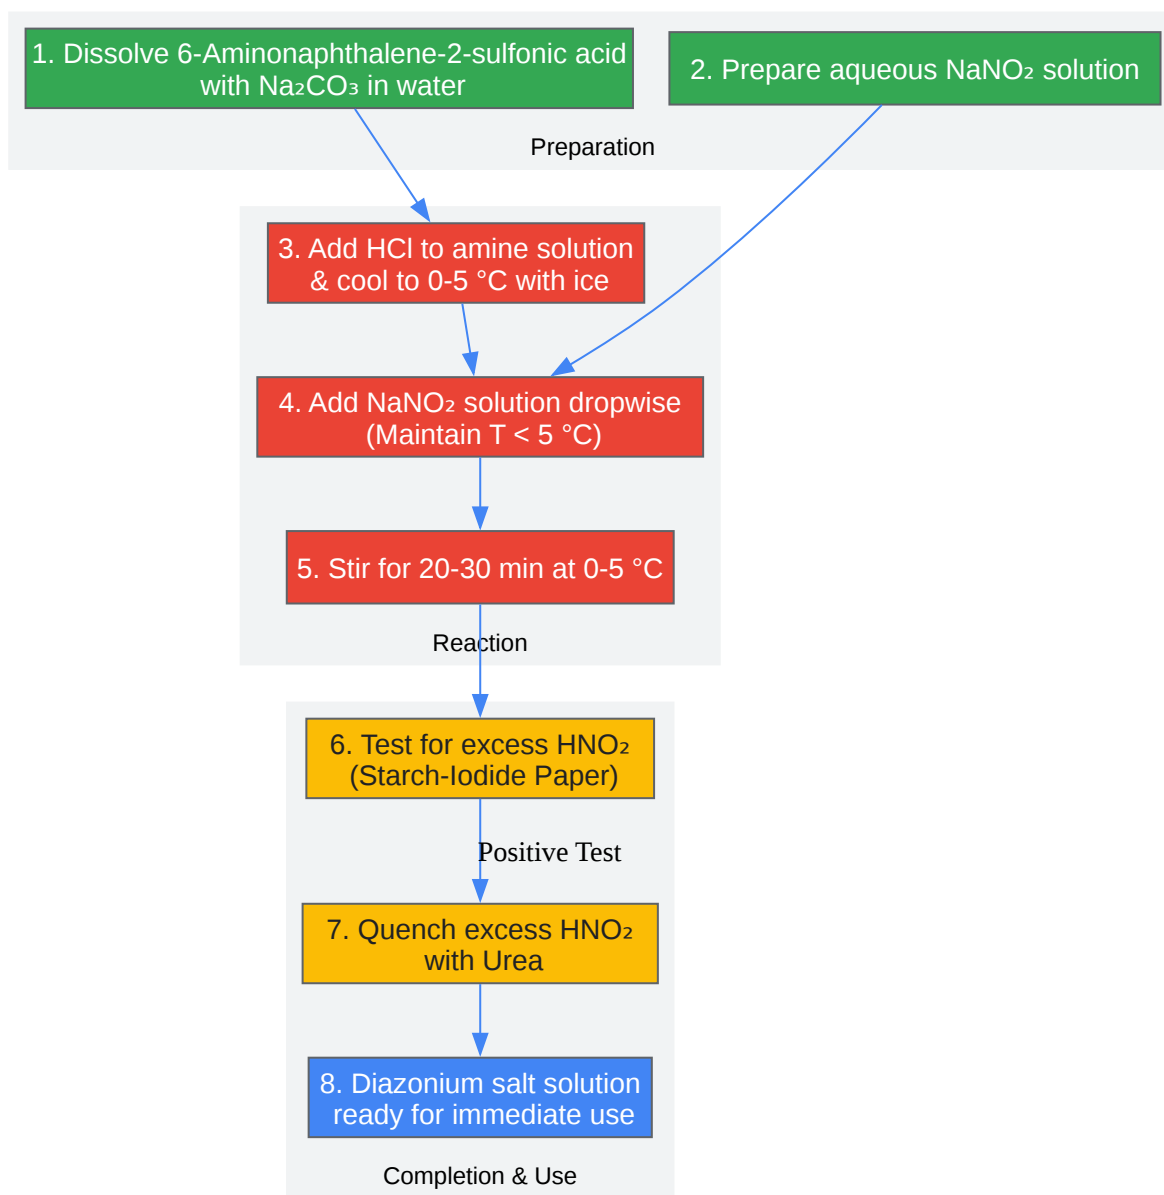 1. Dissolve 6-Aminonaphthalene-2-sulfonic acid
with Na₂CO₃ in water
2. Prepare aqueous NaNO₂ solution
Preparation
3. Add HCl to amine solution
& cool to 0-5 °C with ice
4. Add NaNO₂ solution dropwise
(Maintain T < 5 °C)
5. Stir for 20-30 min at 0-5 °C
Reaction
6. Test for excess HNO₂
(Starch-Iodide Paper)
Positive Test
7. Quench excess HNO₂
with Urea
8. Diazonium salt solution
ready for immediate use
Completion & Use